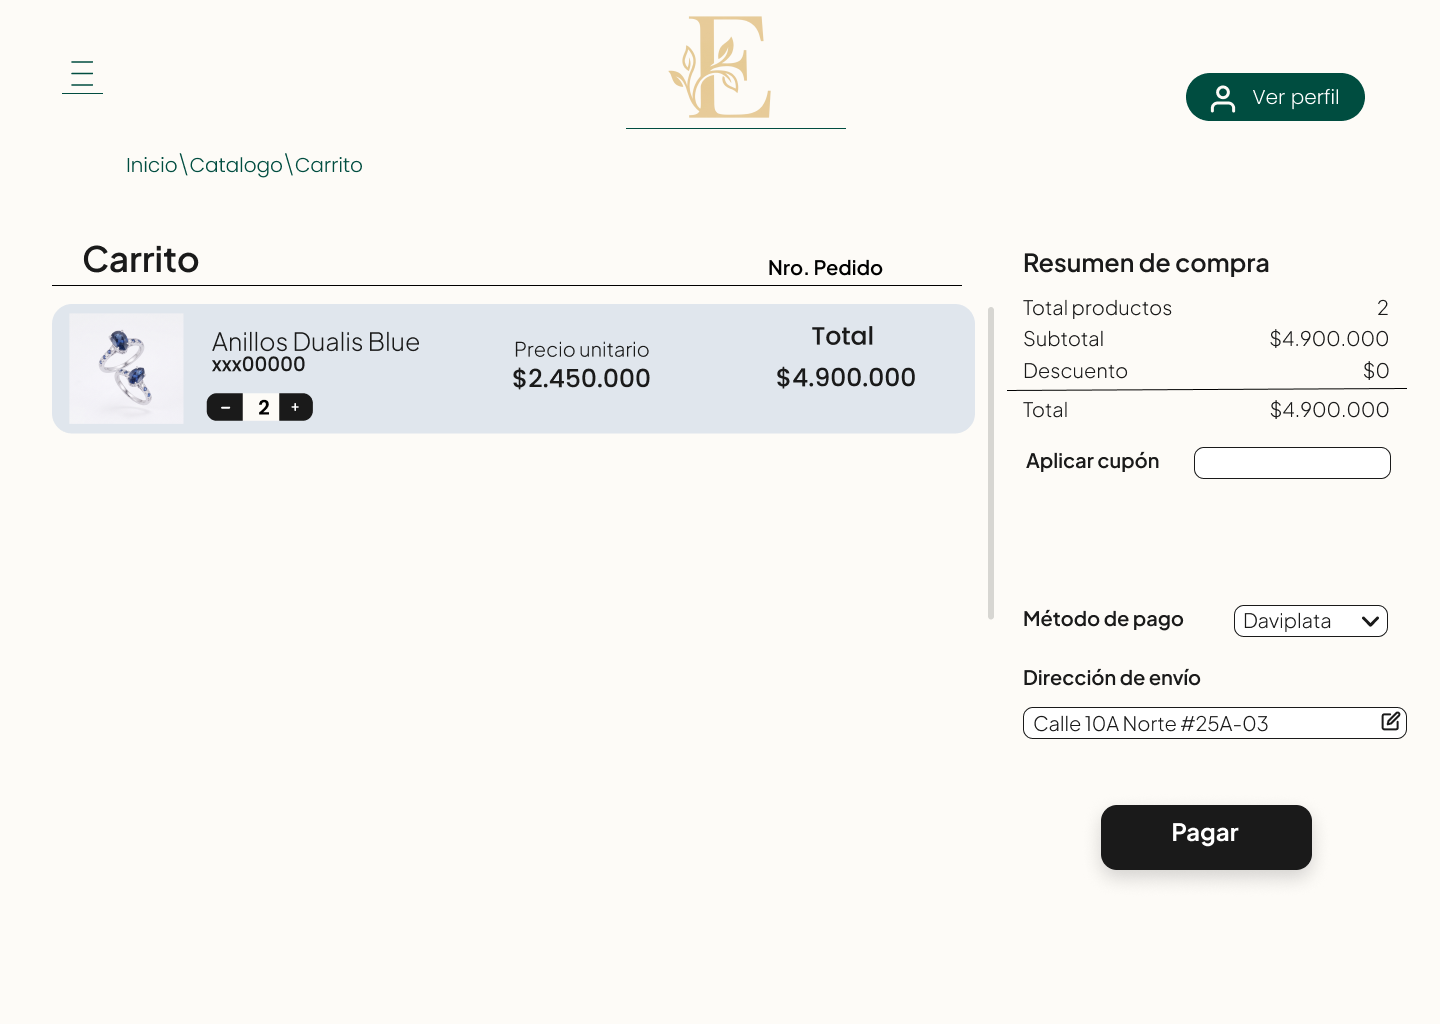 E
Ver perfil
Inicio\Catalogo\Carrito
Carrito
Nro. Pedido
Anillos Dualis Blue
xxx00000
- 2 +
Precio unitario
$2.450.000
Total
$4.900.000
Resumen de compra
Total productos 2
Subtotal $4.900.000
Descuento $0
Total $4.900.000
Aplicar cupón
Método de pago Daviplata
Dirección de envío
Calle 10A Norte #25A-03
Pagar